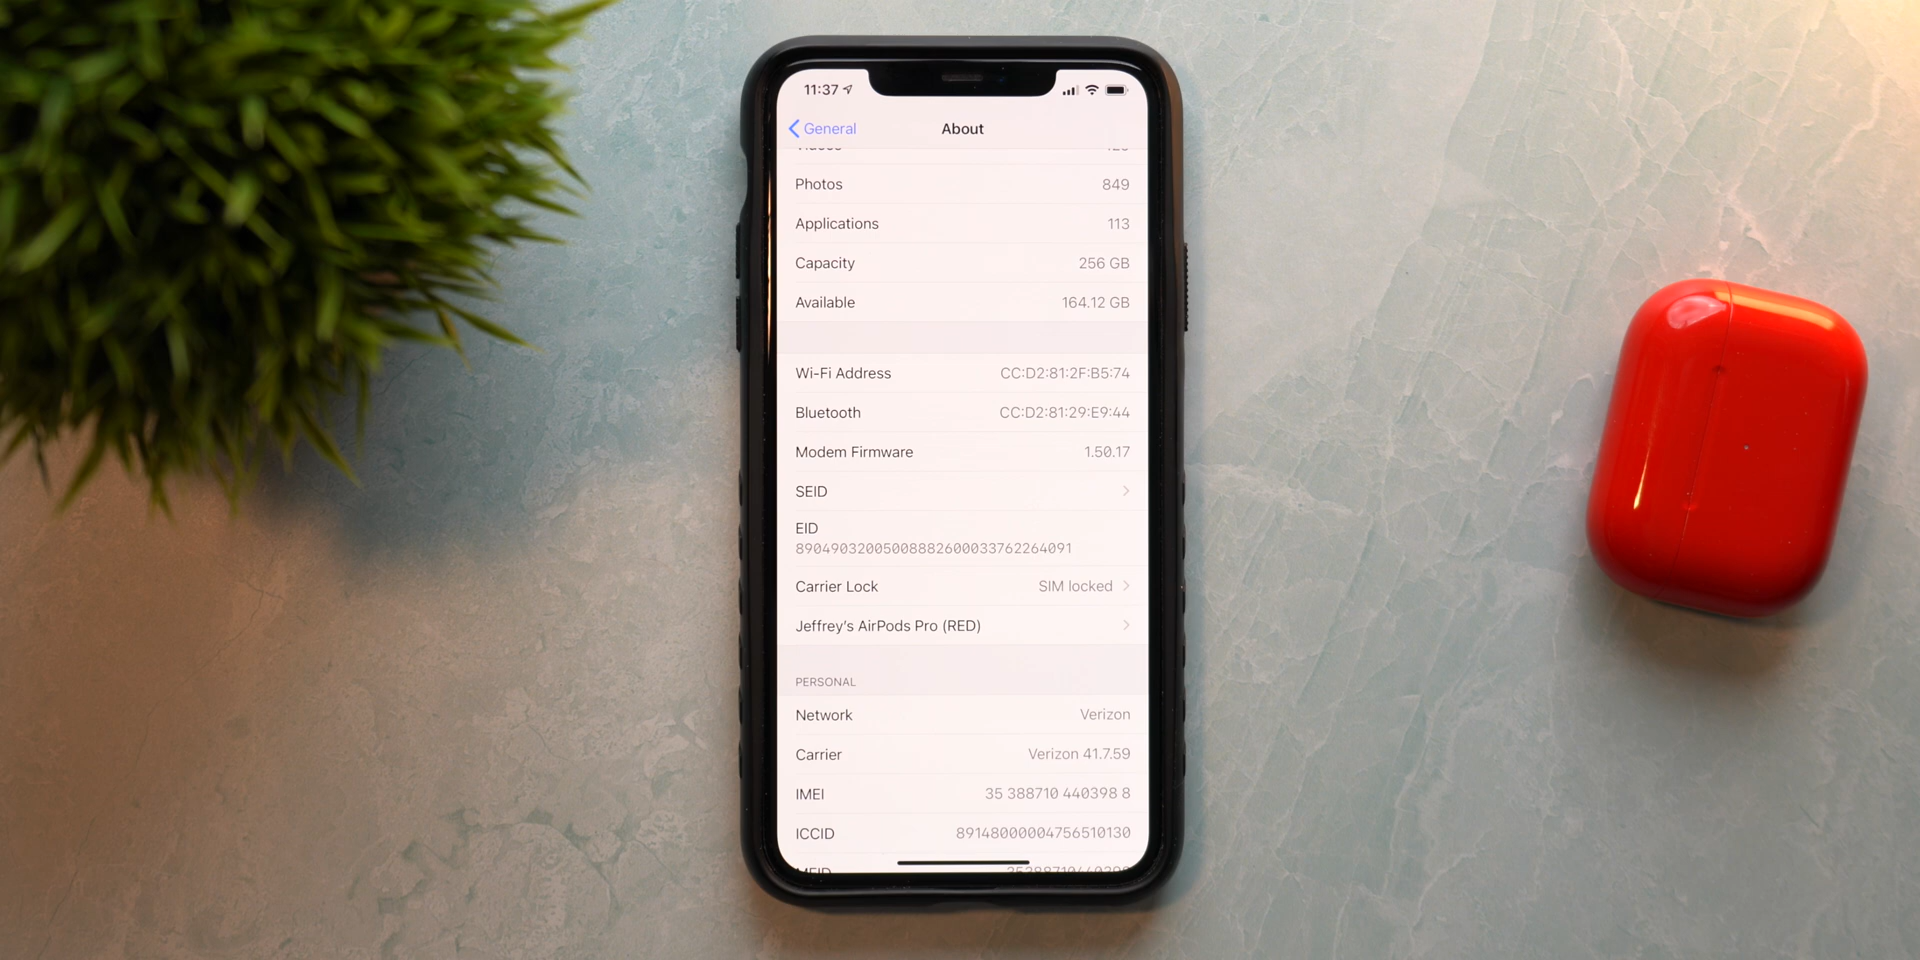 11:37
General
About
Photos 849
Applications 113
Capacity 256 GB
Available 164.12 GB
Wi-Fi Address CC:D2:81:2F:B5:74
Bluetooth CC:D2:81:29:E9:44
Modem Firmware 1.50.17
SEID
EID
89049032005008882600033762264091
Carrier Lock SIM locked
Jeffrey's AirPods Pro (RED)
PERSONAL
Network Verizon
Carrier Verizon 41.7.59
IMEI 35 388710 440398 8
ICCID 89148000004756510130